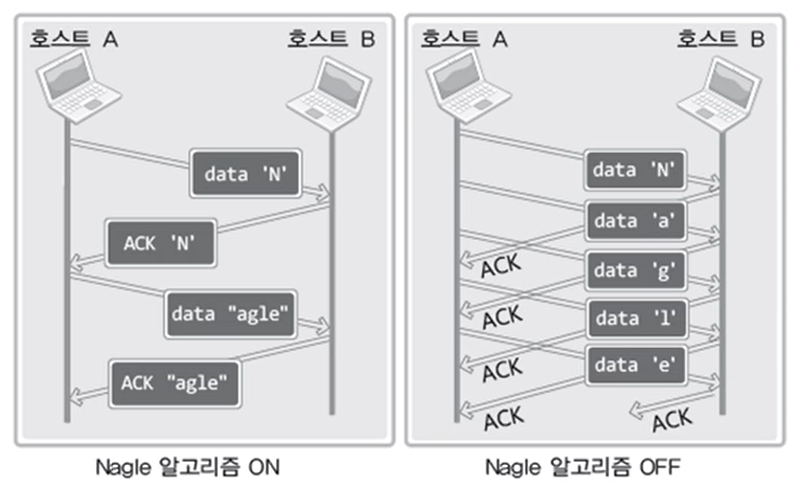 호스트 A
호스트 B
data 'N'
ACK 'N'
data "agle"
ACK "agle"
Nagle 알고리즘 ON
호스트 A
호스트 B
data 'N'
data 'a'
ACK
data 'g'
ACK
data 'l'
ACK
data 'e'
ACK
ACK
Nagle 알고리즘 OFF